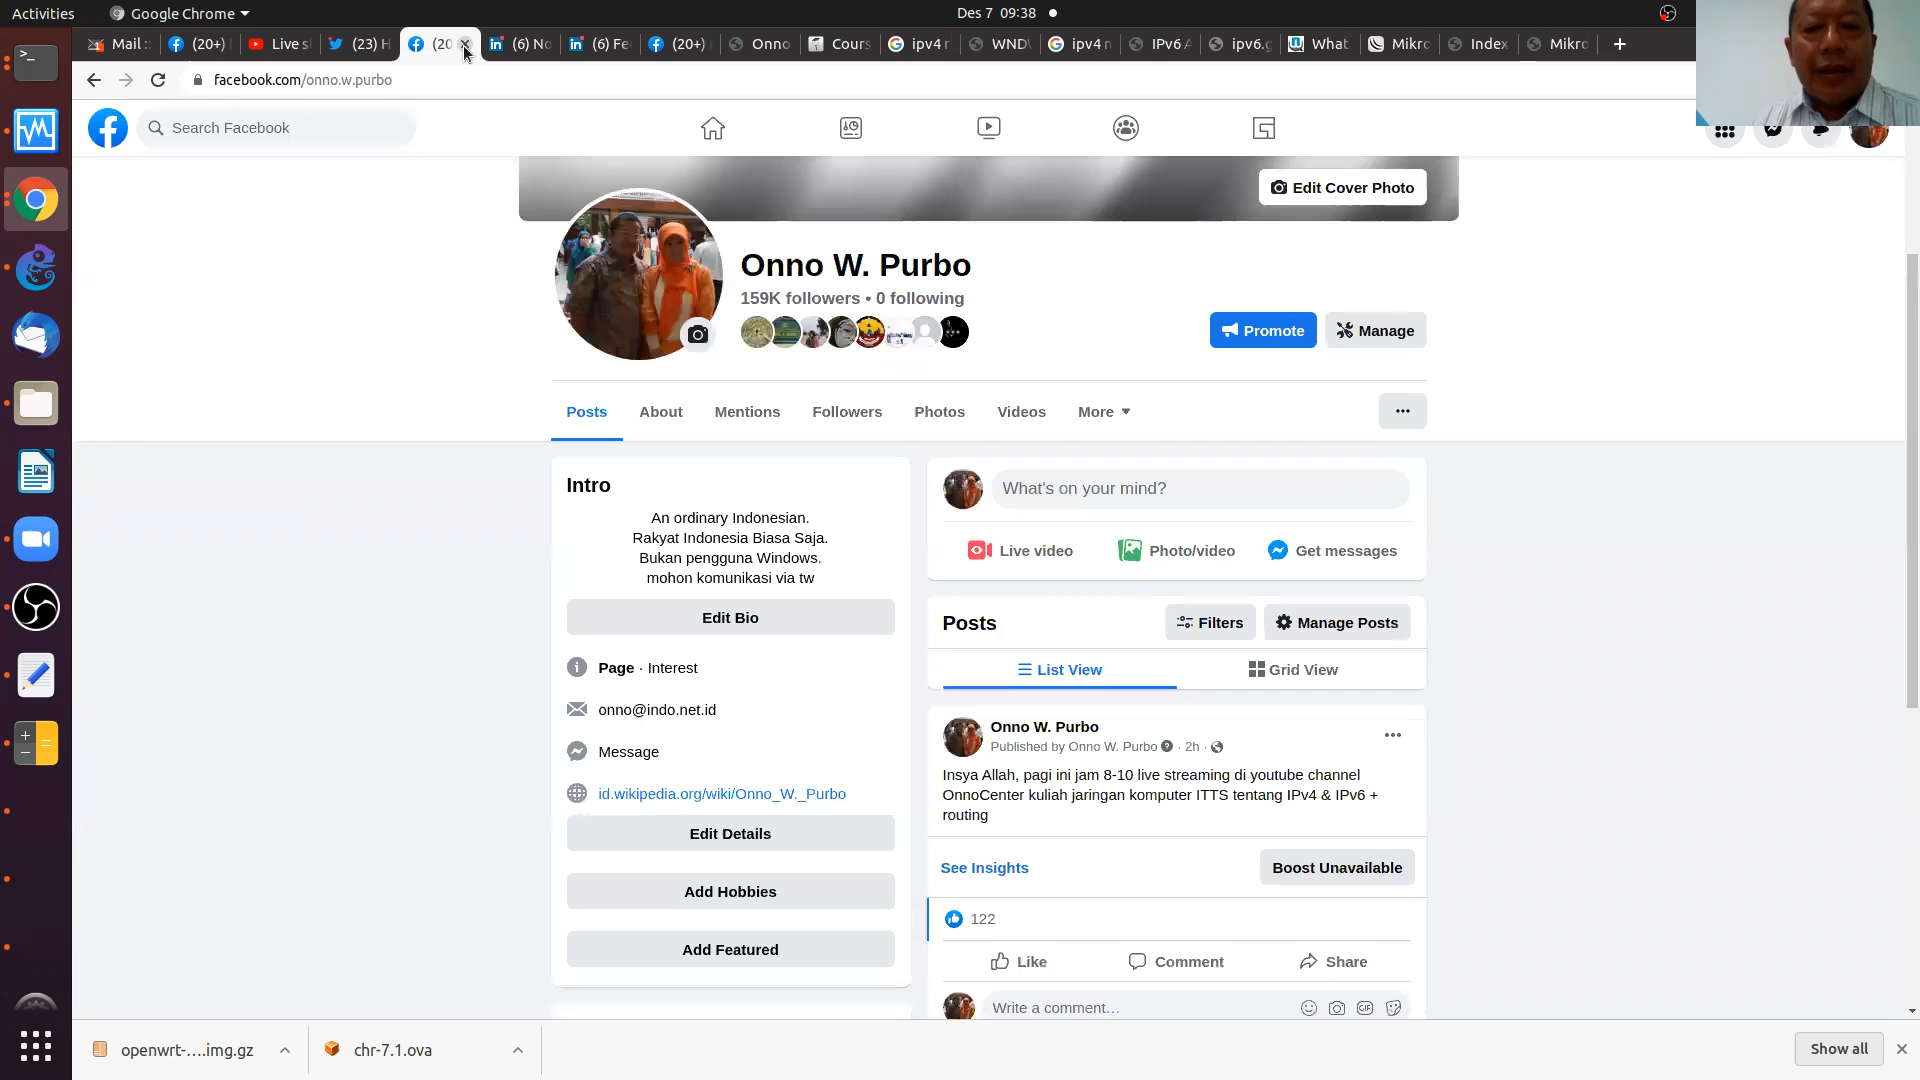 Activities
Google Chrome
Des 7 09:38
Mail :
(20+)
Live s
(23) H
(20
(6) No
(6) Fe
(20+)
Onno
Cours
ipv4 r
WND
ipv4 r
IPv6 A
ipv6.g
What
Mikro
Index
Mikro
facebook.com/onno.w.purbo
Search Facebook
Edit Cover Photo
Onno W. Purbo
159K followers • 0 following
Promote
Manage
Posts
About
Mentions
Followers
Photos
Videos
More
Intro
An ordinary Indonesian.
Rakyat Indonesia Biasa Saja.
Bukan pengguna Windows.
mohon komunikasi via tw
Edit Bio
Page · Interest
onno@indo.net.id
Message
id.wikipedia.org/wiki/Onno_W._Purbo
Edit Details
Add Hobbies
Add Featured
What's on your mind?
Live video
Photo/video
Get messages
Posts
Filters
Manage Posts
List View
Grid View
Onno W. Purbo
Published by Onno W. Purbo · 2h ·
Insya Allah, pagi ini jam 8-10 live streaming di youtube channel
OnnoCenter kuliah jaringan komputer ITTS tentang IPv4 & IPv6 +
routing
See Insights
Boost Unavailable
122
Like
Comment
Share
Write a comment…
GIF
openwrt-....img.gz
chr-7.1.ova
Show all